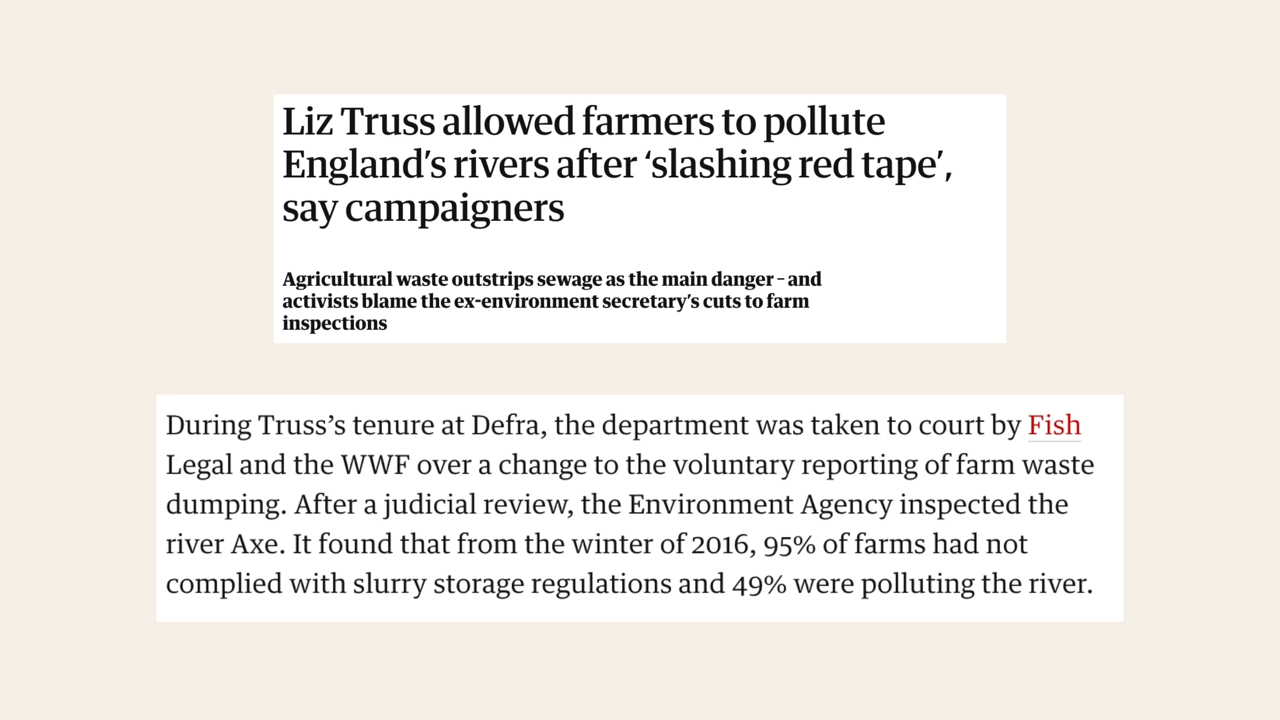 Liz Truss allowed farmers to pollute
England’s rivers after ‘slashing red tape’,
say campaigners
Agricultural waste outstrips sewage as the main danger – and
activists blame the ex-environment secretary’s cuts to farm
inspections
During Truss’s tenure at Defra, the department was taken to court by Fish
Legal and the WWF over a change to the voluntary reporting of farm waste
dumping. After a judicial review, the Environment Agency inspected the
river Axe. It found that from the winter of 2016, 95% of farms had not
complied with slurry storage regulations and 49% were polluting the river.